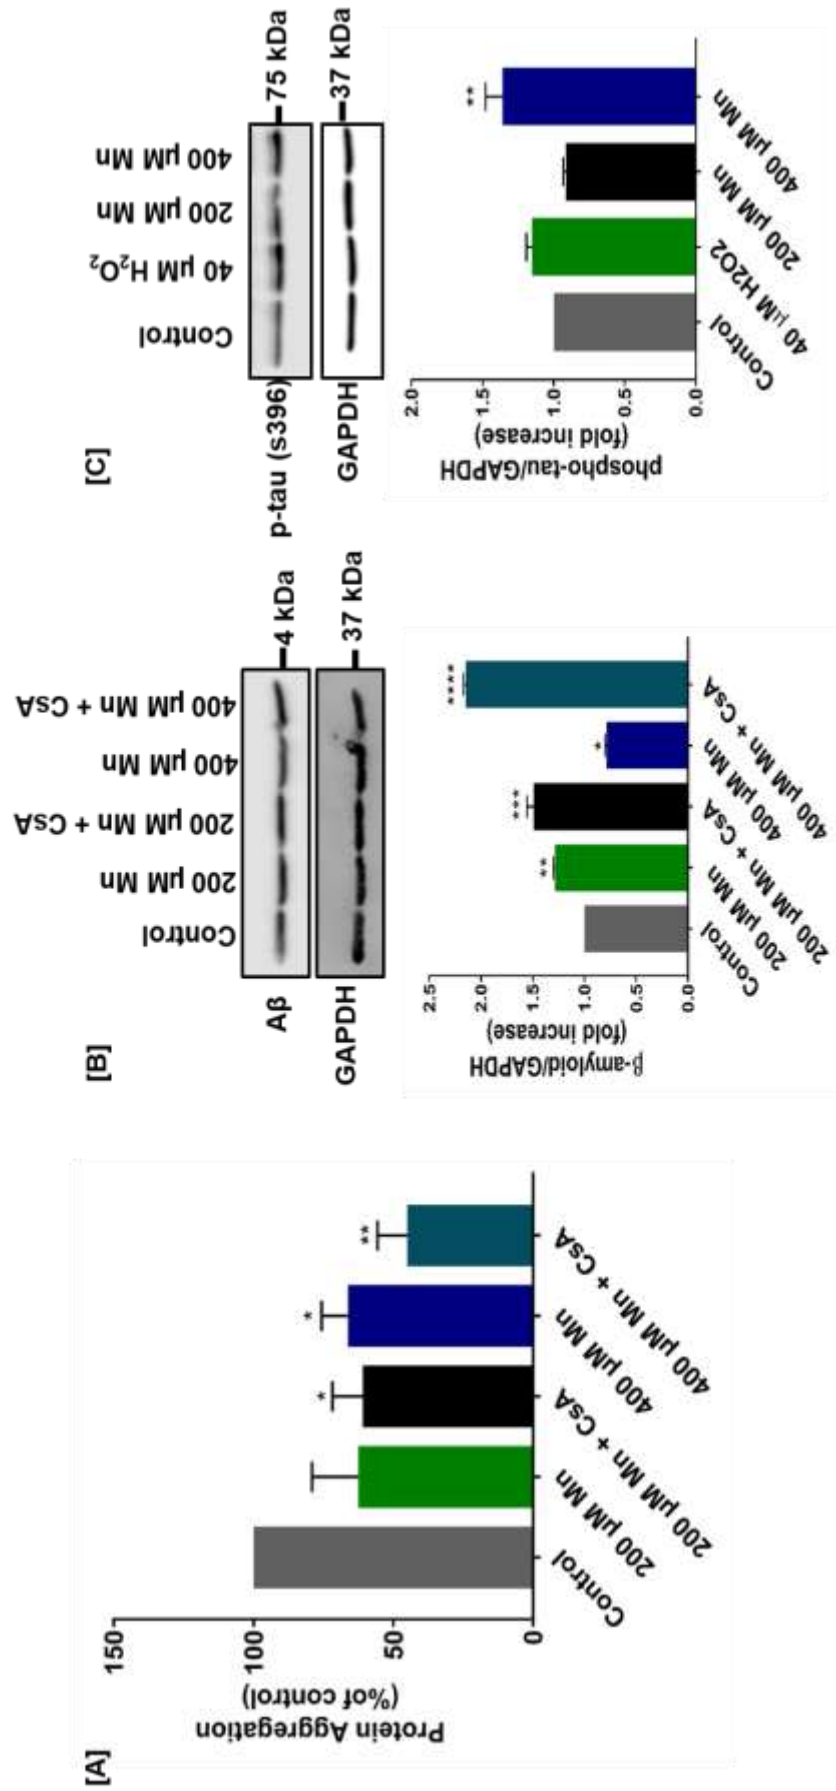 [A]
Protein Aggregation
(%of control)
150
100
50
0
Control
200 µM Mn
200 µM Mn + CsA
400 µM Mn
400 µM Mn + CsA
*
*
**
[B]
Control
200 µM Mn
200 µM Mn + CsA
400 µM Mn
400 µM Mn + CsA
Aβ
4 kDa
GAPDH
37 kDa
β-amyloid/GAPDH
(fold increase)
2.5
2.0
1.5
1.0
0.5
0.0
**
***
*
****
Control
200 µM Mn
200 µM Mn + CsA
400 µM Mn
400 µM Mn + CsA
[C]
Control
40 µM H₂O₂
200 µM Mn
400 µM Mn
p-tau (s396)
75 kDa
GAPDH
37 kDa
phospho-tau/GAPDH
(fold increase)
2.0
1.5
1.0
0.5
0.0
**
Control
40 µM H2O2
200 µM Mn
400 µM Mn